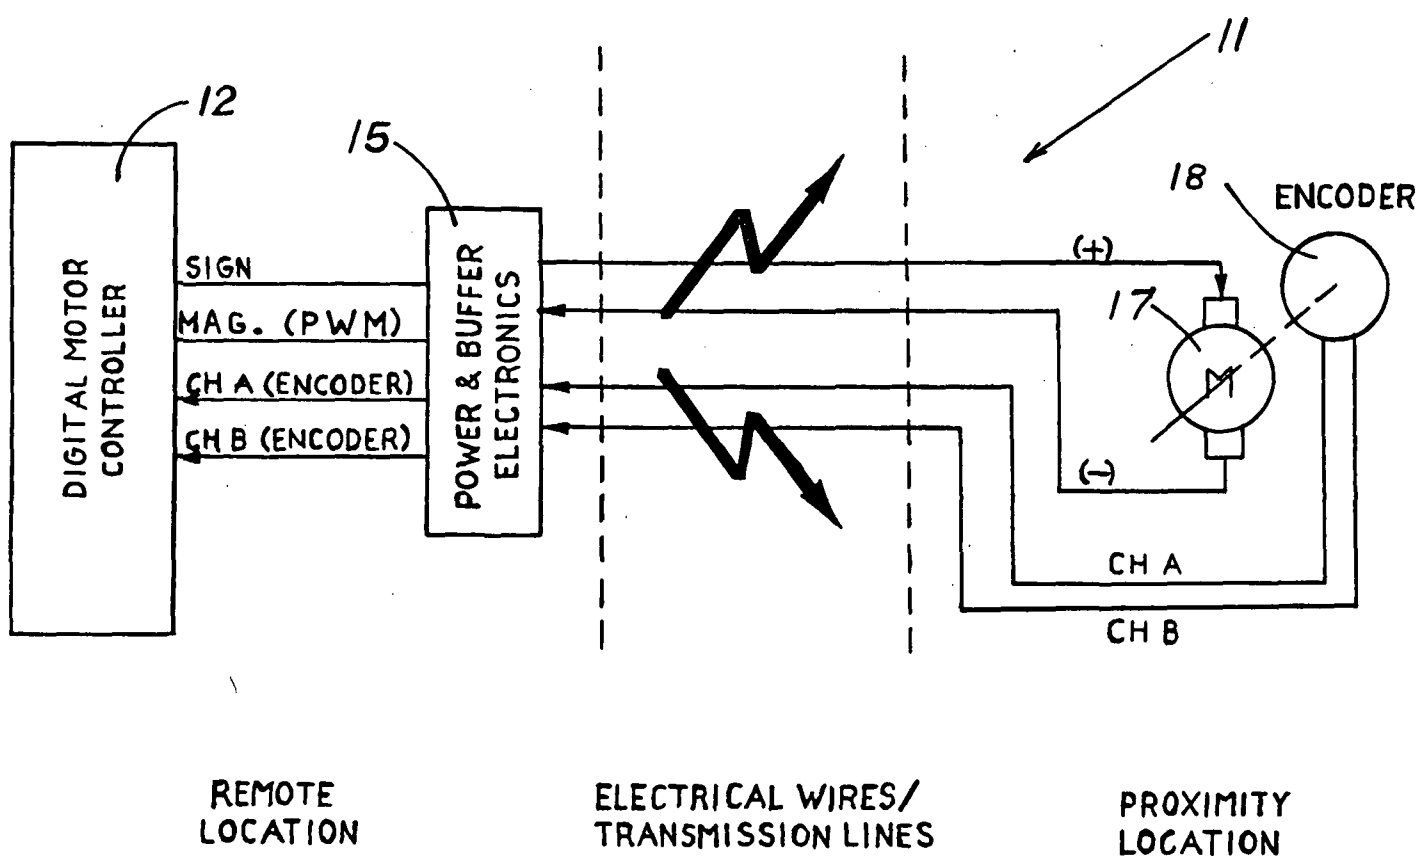 11
12
15
18
ENCODER
DIGITAL MOTOR
CONTROLLER
SIGN
MAG. (PWM)
CH A (ENCODER)
CH B (ENCODER)
POWER & BUFFER
ELECTRONICS
(+)
17
M
(-)
CH A
CH B
REMOTE
LOCATION
ELECTRICAL WIRES/
TRANSMISSION LINES
PROXIMITY
LOCATION